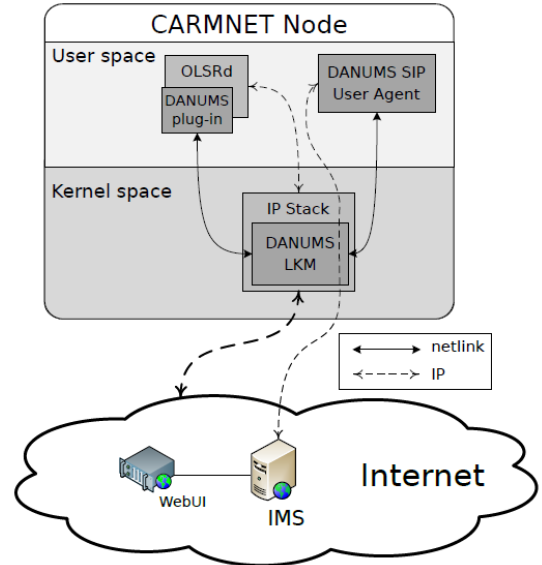 CARMNET Node
User space
OLSRd
DANUMS
plug-in
DANUMS SIP
User Agent
Kernel space
IP Stack
DANUMS
LKM
netlink
IP
Internet
WebUI
IMS